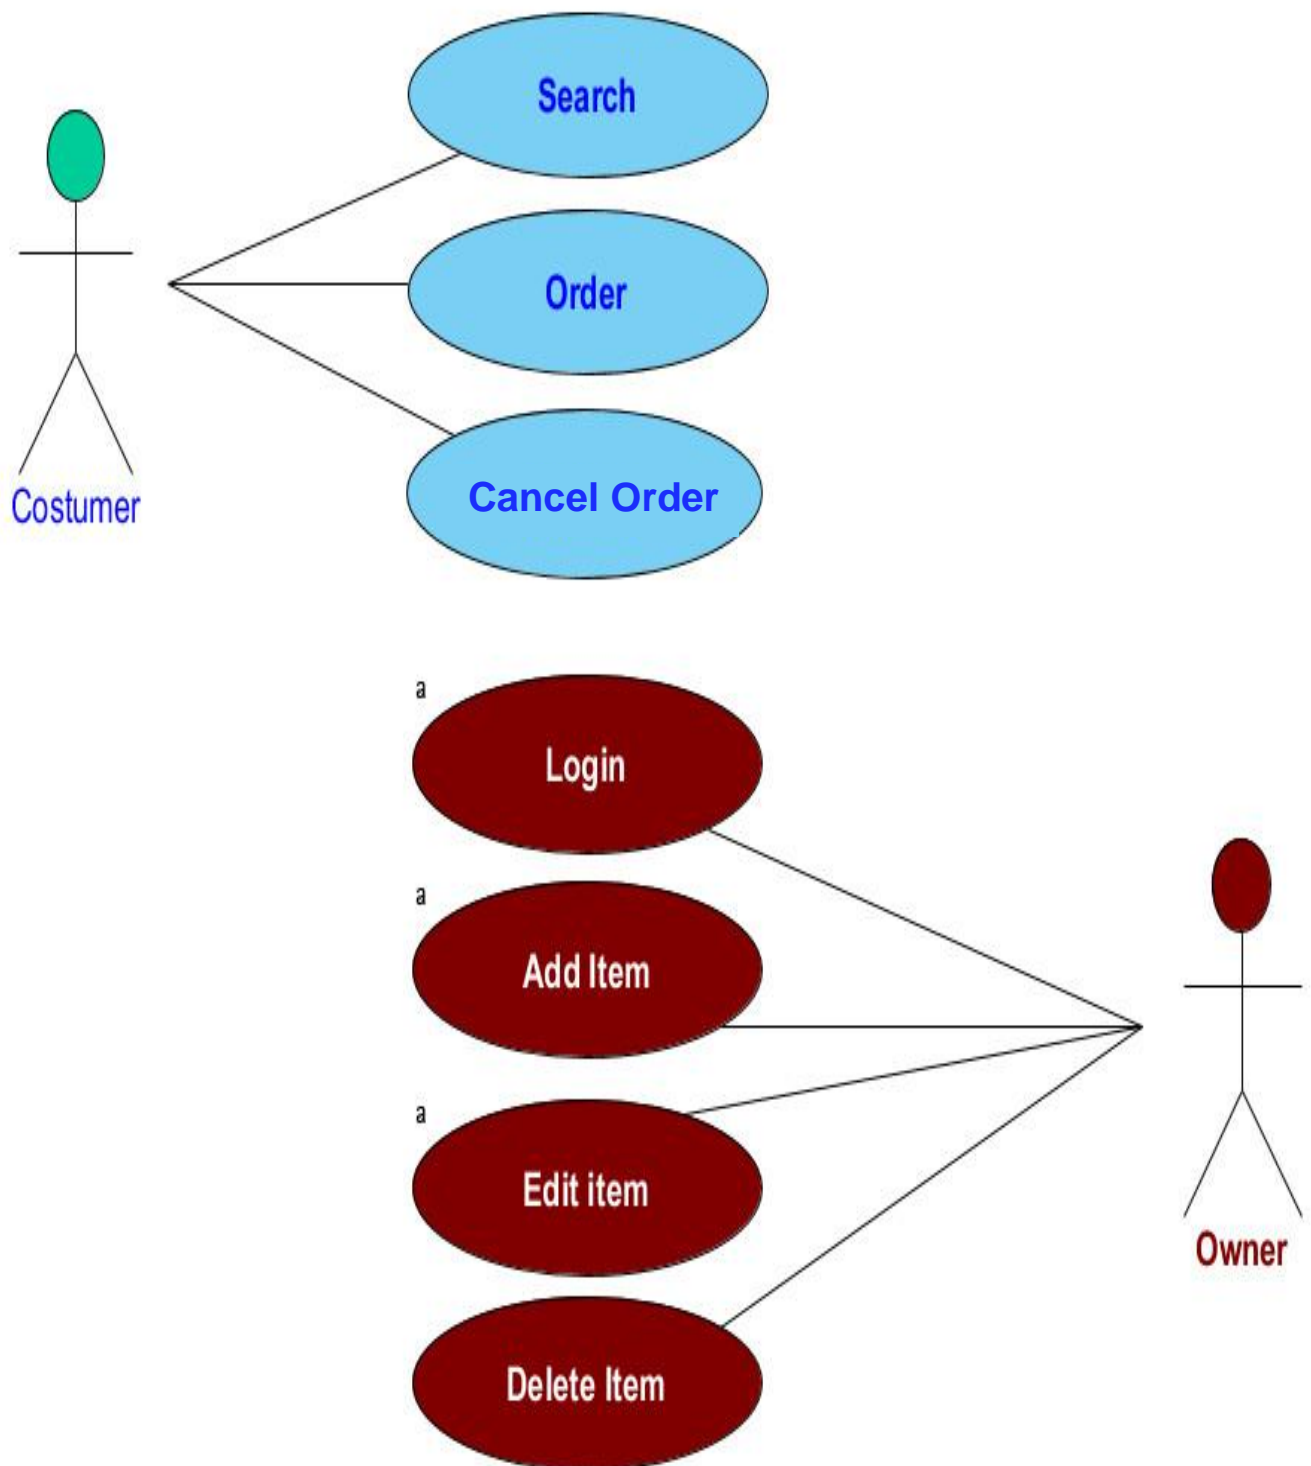 Search
Order
Costumer
Cancel Order
a
Login
a
Add Item
a
Edit item
Owner
Delete Item